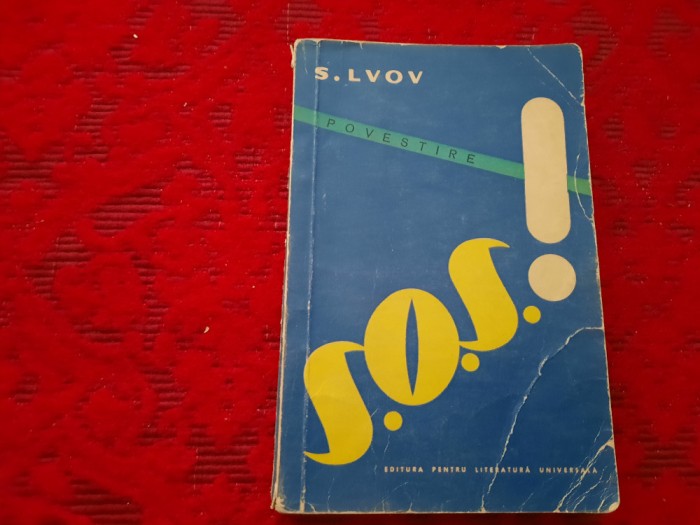 S. LVOV
POVESTIRE
S.O.S.!
EDITURA PENTRU LITERATURĂ UNIVERSALĂ